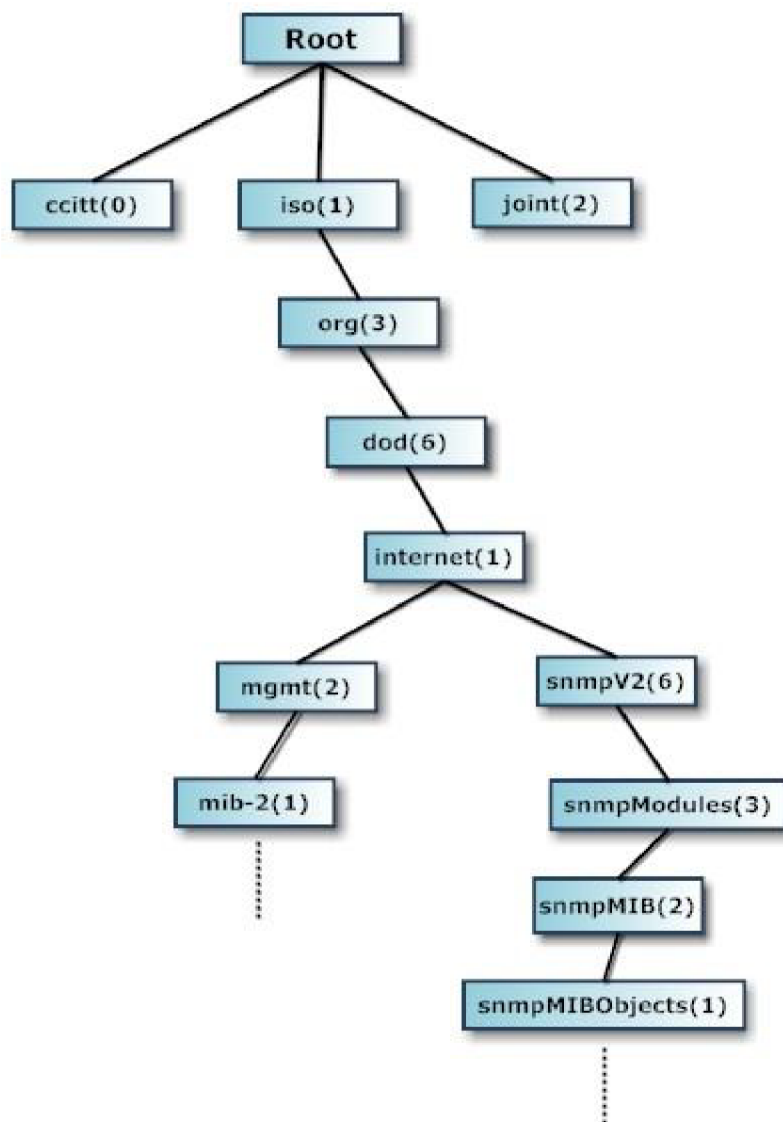 Root
ccitt(0)
iso(1)
joint(2)
org(3)
dod(6)
internet(1)
mgmt(2)
snmpV2(6)
mib-2(1)
snmpModules(3)
snmpMIB(2)
snmpMIBObjects(1)